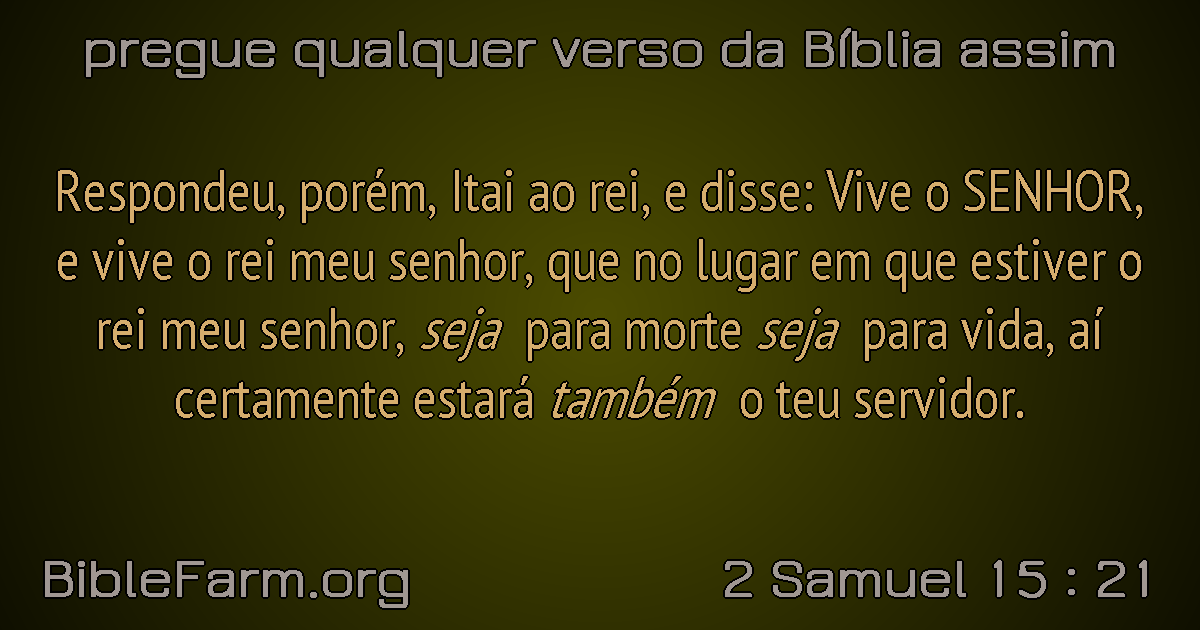 pregue qualquer verso da Bíblia assim
Respondeu, porém, Itai ao rei, e disse: Vive o SENHOR,
e vive o rei meu senhor, que no lugar em que estiver o
rei meu senhor, seja para morte seja para vida, aí
certamente estará também o teu servidor.
BibleFarm.org
2 Samuel 15 : 21